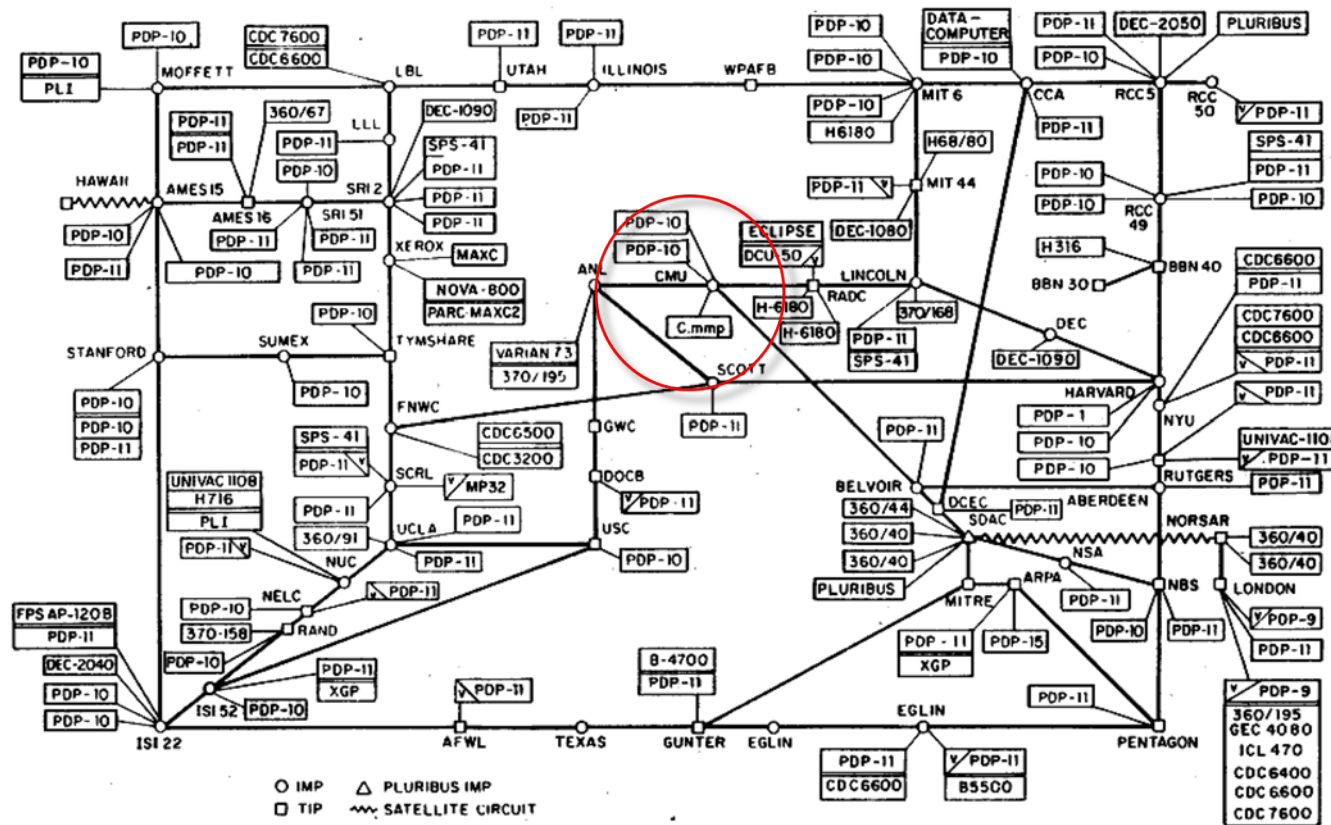 PDP-10
CDC7600
CDC6600
PDP-11
PDP-11
PDP-10
PDP-10
DATA-
COMPUTER
PDP-10
PDP-11
PDP-10
DEC-2050
PLURIBUS
PDP-10
PLI
MOFFETT
LBL
UTAH
ILLINOIS
WPAFB
MIT 6
CCA
RCC 5
RCC
50
PDP-11
PDP-10
H6180
PDP-11
PDP-11
PDP-11
PDP-11
360/67
LLL
PDP-11
DEC-1090
SPS-41
PDP-11
PDP-11
PDP-11
H68/80
PDP-11
MIT 44
DEC-1080
SPS-41
PDP-11
PDP-10
PDP-10
PDP-10
RCC
49
HAWAII
AMES 15
AMES 16
PDP-10
SRI 51
SRI 2
PDP-10
PDP-11
PDP-10
PDP-11
PDP-11
XEROX
MAXC
NOVA-800
PARC-MAXC2
PDP-10
PDP-10
CMU
ANL
C.mmp
ECLIPSE
DCU-50
RADC
H-6180
H-6180
LINCOLN
370/168
PDP-11
SPS-41
H316
BBN 40
BBN 30
CDC6600
PDP-11
CDC7600
CDC6600
PDP-11
PDP-11
DEC
DEC-1090
STANFORD
SUMEX
PDP-10
TYMSHARE
PDP-10
PDP-10
PDP-10
PDP-11
VARIAN 73
370/195
SCOTT
PDP-11
HARVARD
PDP-1
PDP-10
PDP-10
NYU
FNWC
CDC6500
CDC3200
GWC
SPS-41
PDP-11
SCRL
MP32
PDP-11
DOCB
PDP-11
PDP-11
BELVOIR
ABERDEEN
RUTGERS
UNIVAC-110
PDP-11
PDP-11
UNIVAC 1108
H716
PLI
PDP-11
NUC
UCLA
360/91
PDP-11
PDP-11
USC
PDP-10
DCEC
PDP-11
SDAC
360/44
360/40
360/40
PLURIBUS
NORSAR
360/40
360/40
NSA
PDP-11
NBS
PDP-10
PDP-11
LONDON
PDP-9
PDP-11
MITRE
ARPA
PDP-11
XGP
PDP-15
NELC
PDP-10
PDP-11
370-158
RAND
PDP-10
FPS AP-120B
PDP-11
DEC-2040
PDP-10
PDP-10
ISI 22
ISI 52
PDP-11
XGP
PDP-10
PDP-11
AFWL
TEXAS
B-4700
PDP-11
GUNTER
EGLIN
EGLIN
PDP-11
CDC6600
PDP-11
B5500
PDP-11
PENTAGON
PDP-9
360/195
GEC 4080
ICL 470
CDC6400
CDC6600
CDC7600
IMP
PLURIBUS IMP
TIP
SATELLITE CIRCUIT